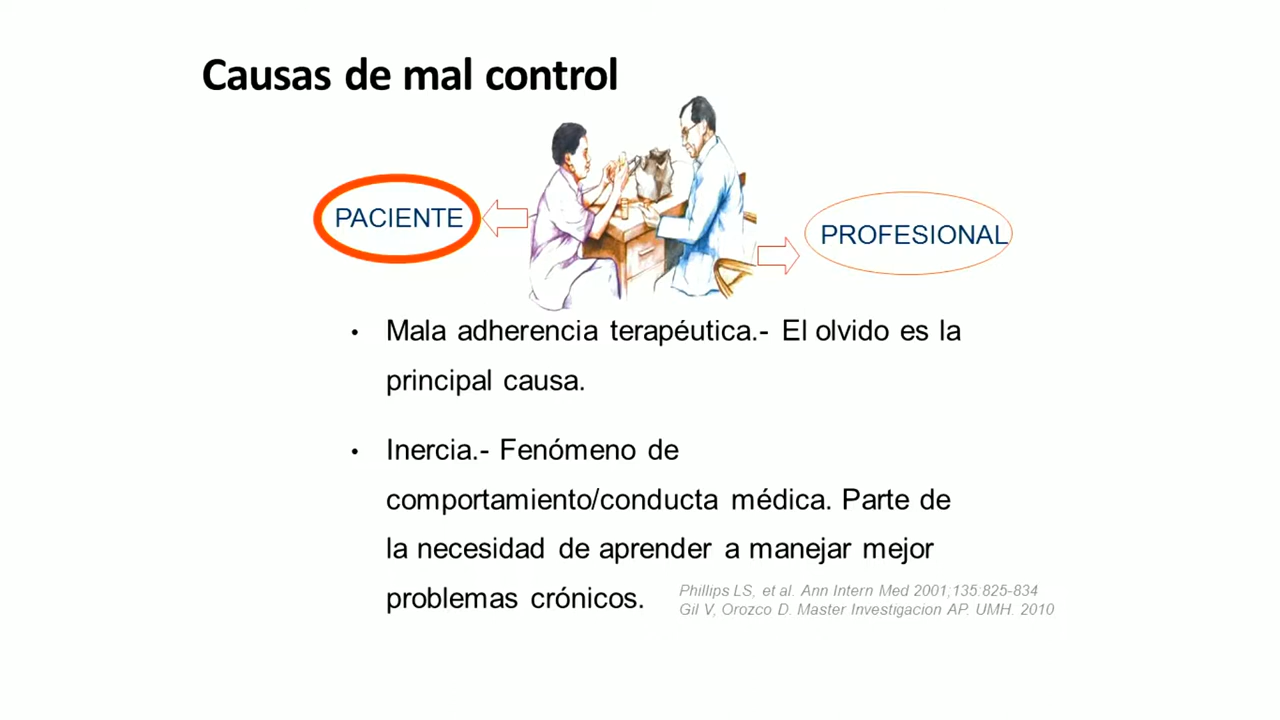 Causas de mal control
PACIENTE
PROFESIONAL
• Mala adherencia terapéutica.- El olvido es la
principal causa.
• Inercia.- Fenómeno de
comportamiento/conducta médica. Parte de
la necesidad de aprender a manejar mejor
problemas crónicos.
Phillips LS, et al. Ann Intern Med 2001;135:825-834
Gil V, Orozco D. Master Investigacion AP. UMH. 2010